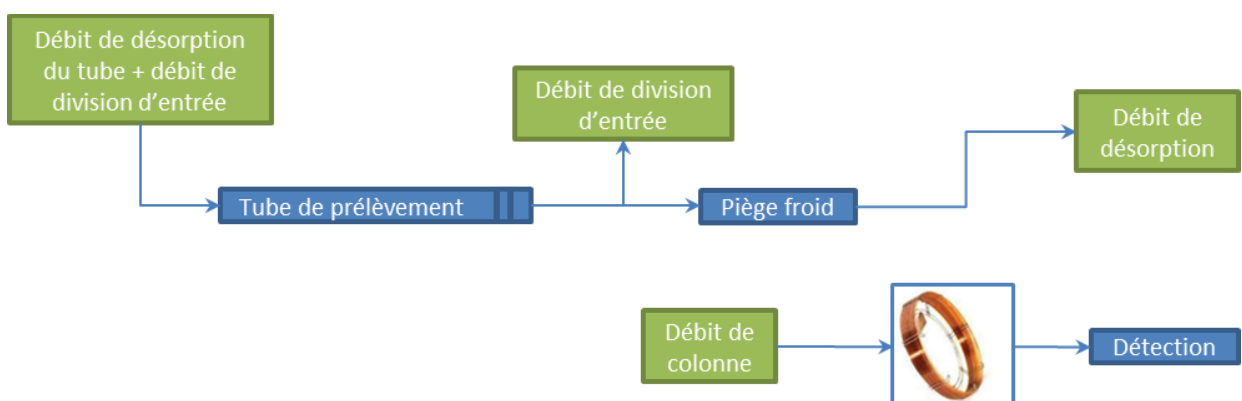 Débit de désorption
du tube + débit de
division d’entrée
Débit de division
d’entrée
Débit de
désorption
Tube de prélèvement
Piège froid
Débit de
colonne
Détection